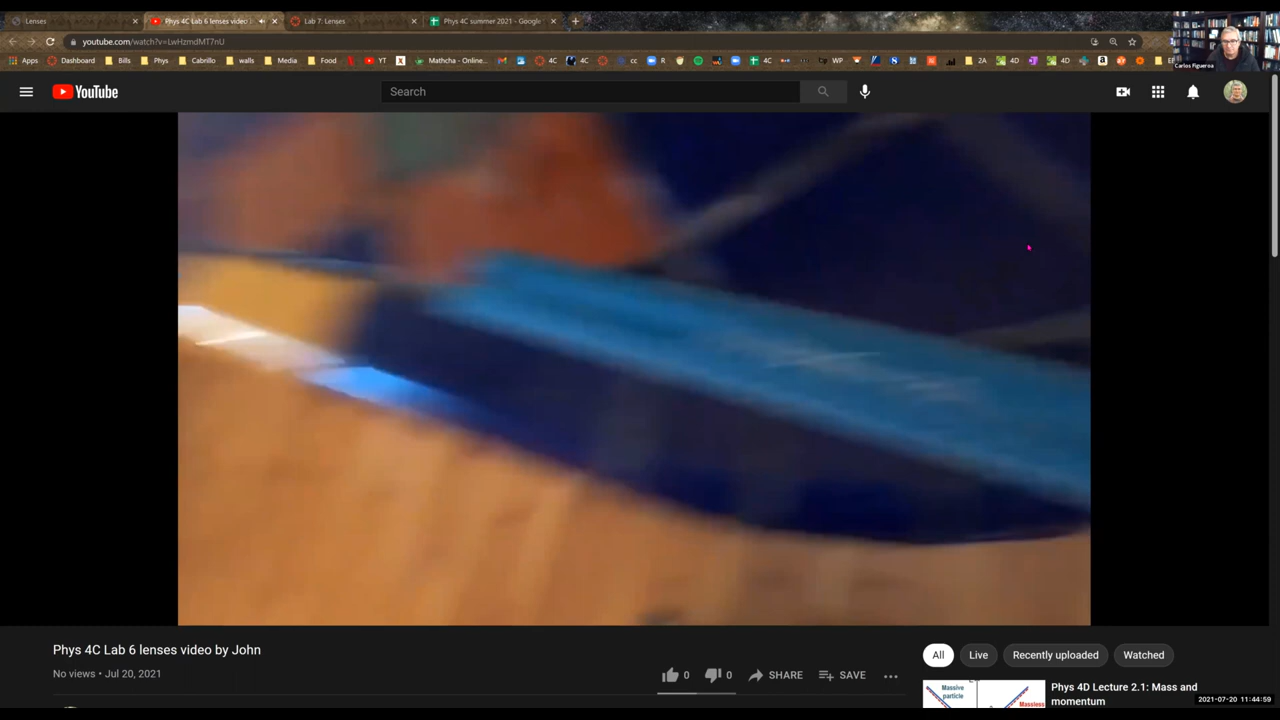 Lenses
Phys 4C Lab 6 lenses video
Lab 7: Lenses
Phys 4C summer 2021 - Google
youtube.com/watch?v=LwHzmdMT7nU
Apps
Dashboard
Bills
Phys
Cabrillo
walls
Media
Food
YT
Mathcha - Online...
4C
4C
cc
R
4C
WP
2A
4D
4D
Carlos Figueroa
YouTube
Search
Phys 4C Lab 6 lenses video by John
No views • Jul 20, 2021
0
0
SHARE
SAVE
All
Live
Recently uploaded
Watched
Massive
particle
Massless
Phys 4D Lecture 2.1: Mass and
momentum
2021-07-20 11:44:59